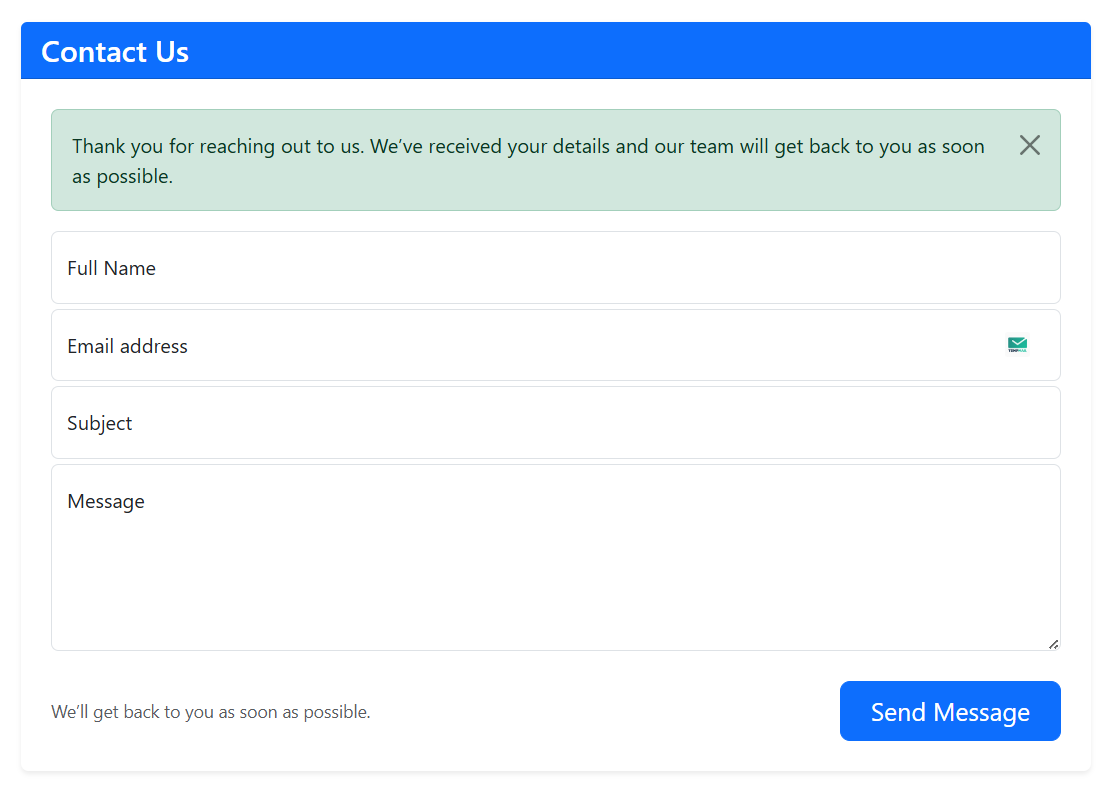 Contact Us
Thank you for reaching out to us. We’ve received your details and our team will get back to you as soon
as possible.
Full Name
Email address
Subject
Message
We’ll get back to you as soon as possible.
Send Message